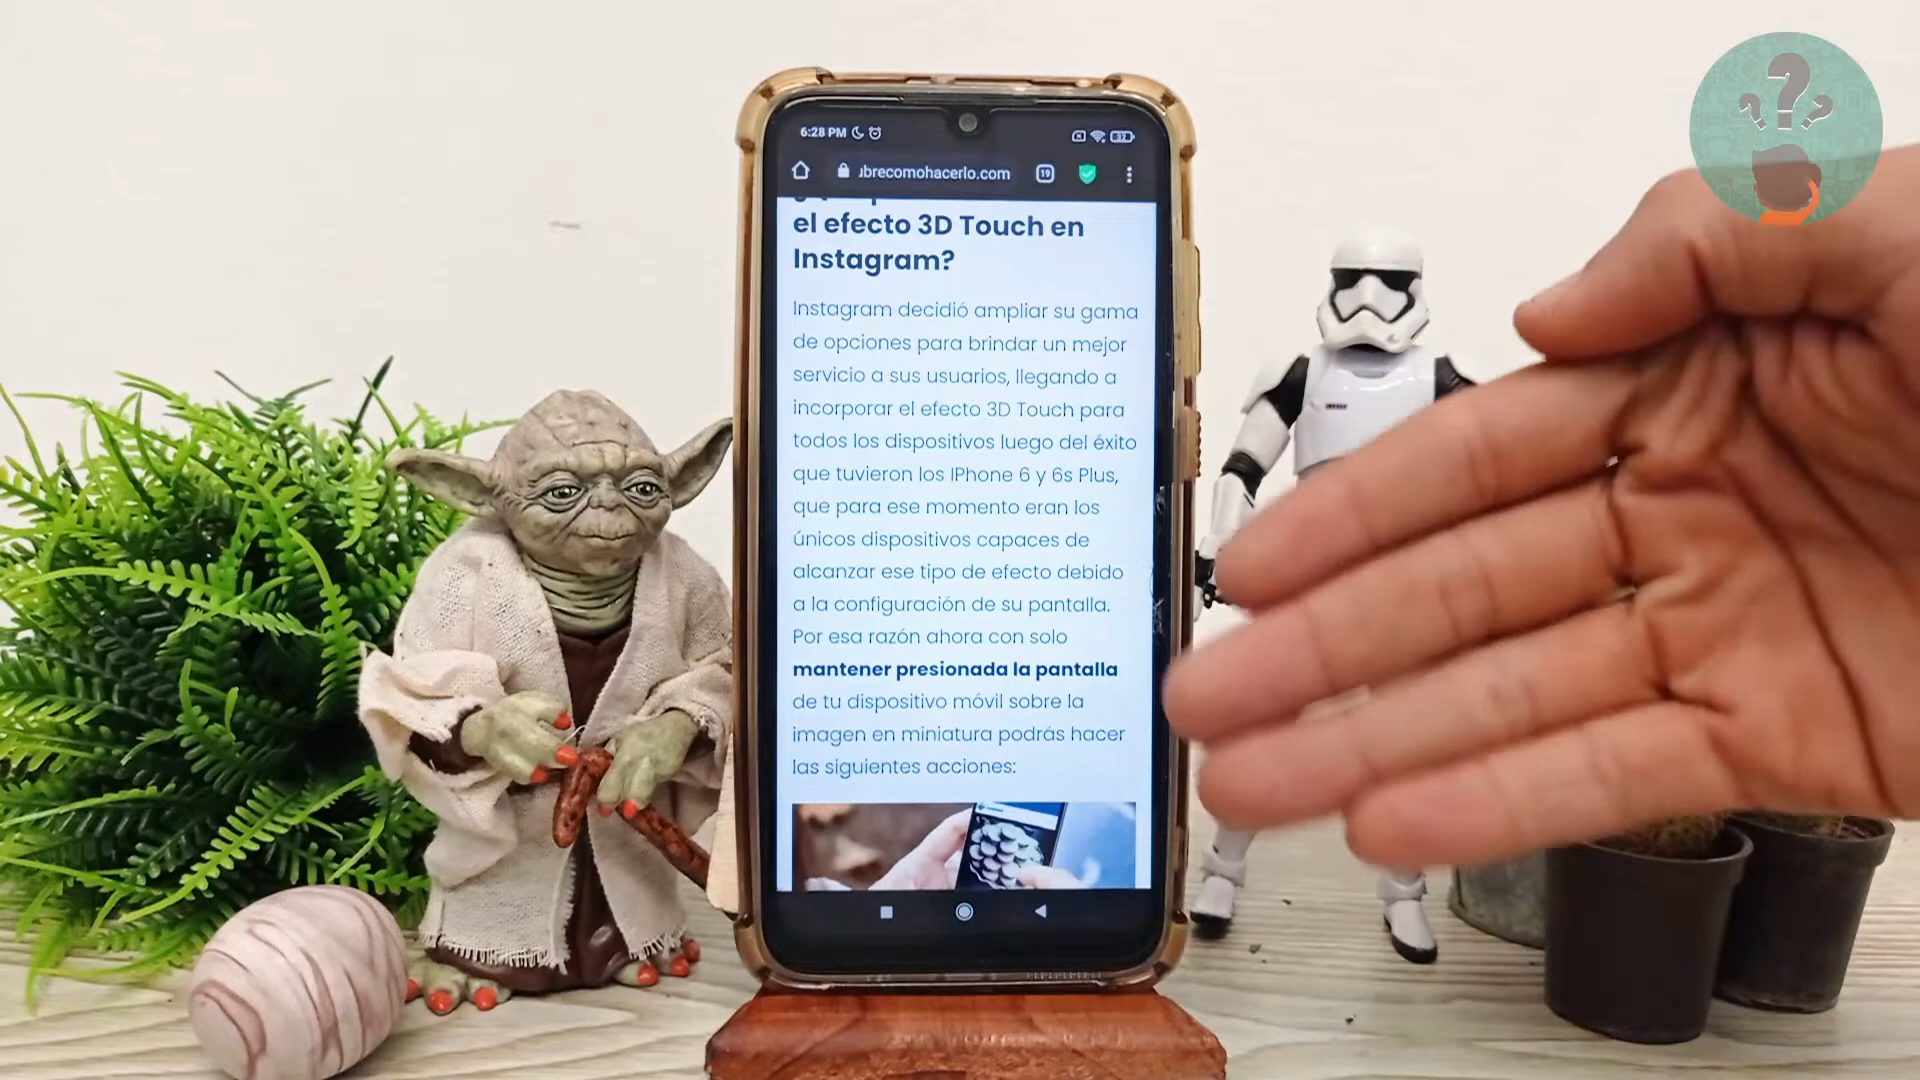 6:28 PM
37
ubrecomohacerlo.com
19
el efecto 3D Touch en
Instagram?
Instagram decidió ampliar su gama
de opciones para brindar un mejor
servicio a sus usuarios, llegando a
incorporar el efecto 3D Touch para
todos los dispositivos luego del éxito
que tuvieron los IPhone 6 y 6s Plus,
que para ese momento eran los
únicos dispositivos capaces de
alcanzar ese tipo de efecto debido
a la configuración de su pantalla.
Por esa razón ahora con solo
mantener presionada la pantalla
de tu dispositivo móvil sobre la
imagen en miniatura podrás hacer
las siguientes acciones: